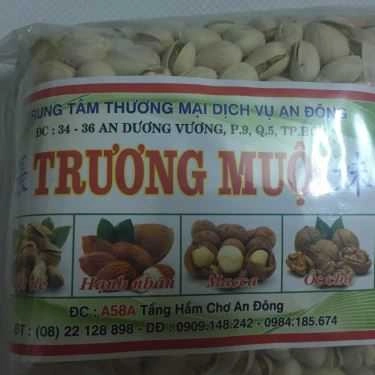 TRUNG TÂM THƯƠNG MẠI DỊCH VỤ AN ĐÔNG
ĐC : 34 - 36 AN DƯƠNG VƯƠNG, P.9, Q.5, TP.HCM
TRƯƠNG MUỘI
Hạnh nhân Macca Óc chó
ĐC : A58A Tầng Hầm Chợ An Đông
ĐT : (08) 22 128 898 - DĐ : 0909.148.242 - 0984.185.674